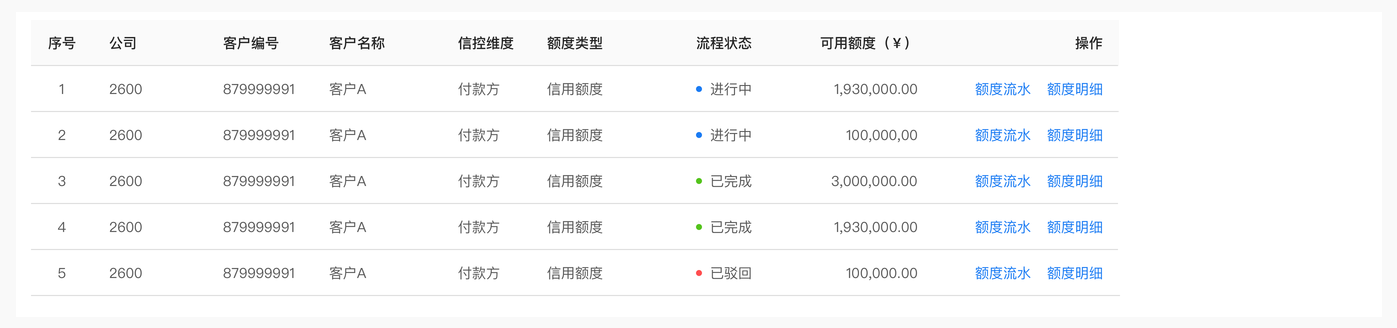 序号 公司 客户编号 客户名称 信控维度 额度类型 流程状态 可用额度（¥） 操作
1 2600 879999991 客户A 付款方 信用额度 进行中 1,930,000.00 额度流水 额度明细
2 2600 879999991 客户A 付款方 信用额度 进行中 100,000,00 额度流水 额度明细
3 2600 879999991 客户A 付款方 信用额度 已完成 3,000,000.00 额度流水 额度明细
4 2600 879999991 客户A 付款方 信用额度 已完成 1,930,000.00 额度流水 额度明细
5 2600 879999991 客户A 付款方 信用额度 已驳回 100,000.00 额度流水 额度明细